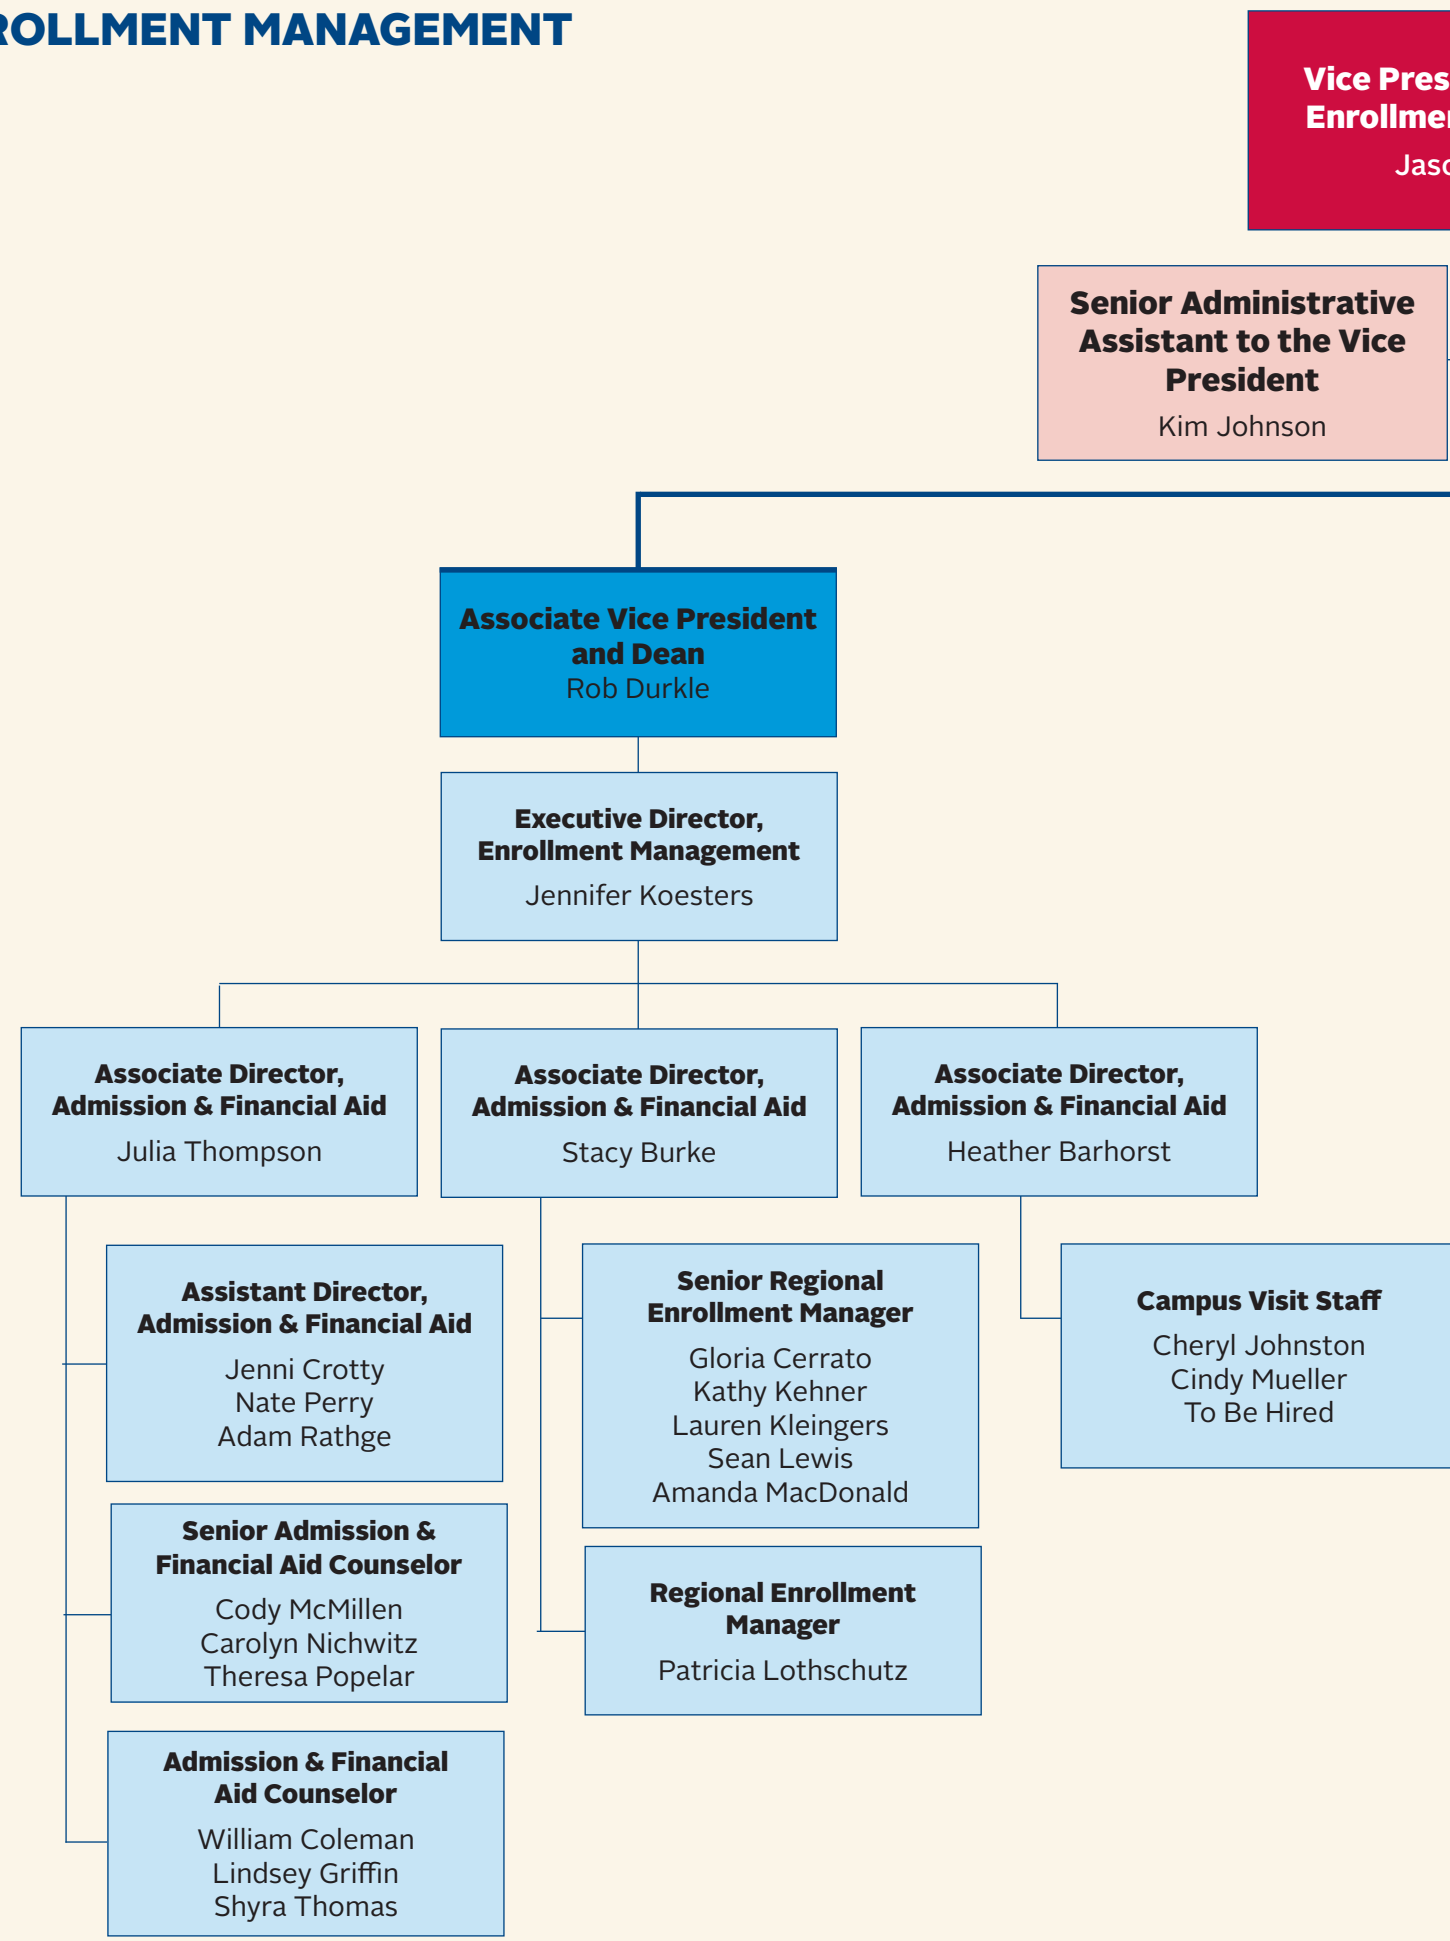 ROLLMENT MANAGEMENT
Vice Pres
Enrollmen
Jaso
Senior Administrative
Assistant to the Vice
President
Kim Johnson
Associate Vice President
and Dean
Rob Durkle
Executive Director,
Enrollment Management
Jennifer Koesters
Associate Director,
Admission & Financial Aid
Julia Thompson
Associate Director,
Admission & Financial Aid
Stacy Burke
Associate Director,
Admission & Financial Aid
Heather Barhorst
Assistant Director,
Admission & Financial Aid
Jenni Crotty
Nate Perry
Adam Rathge
Senior Admission &
Financial Aid Counselor
Cody McMillen
Carolyn Nichwitz
Theresa Popelar
Admission & Financial
Aid Counselor
William Coleman
Lindsey Griffin
Shyra Thomas
Senior Regional
Enrollment Manager
Gloria Cerrato
Kathy Kehner
Lauren Kleingers
Sean Lewis
Amanda MacDonald
Regional Enrollment
Manager
Patricia Lothschutz
Campus Visit Staff
Cheryl Johnston
Cindy Mueller
To Be Hired